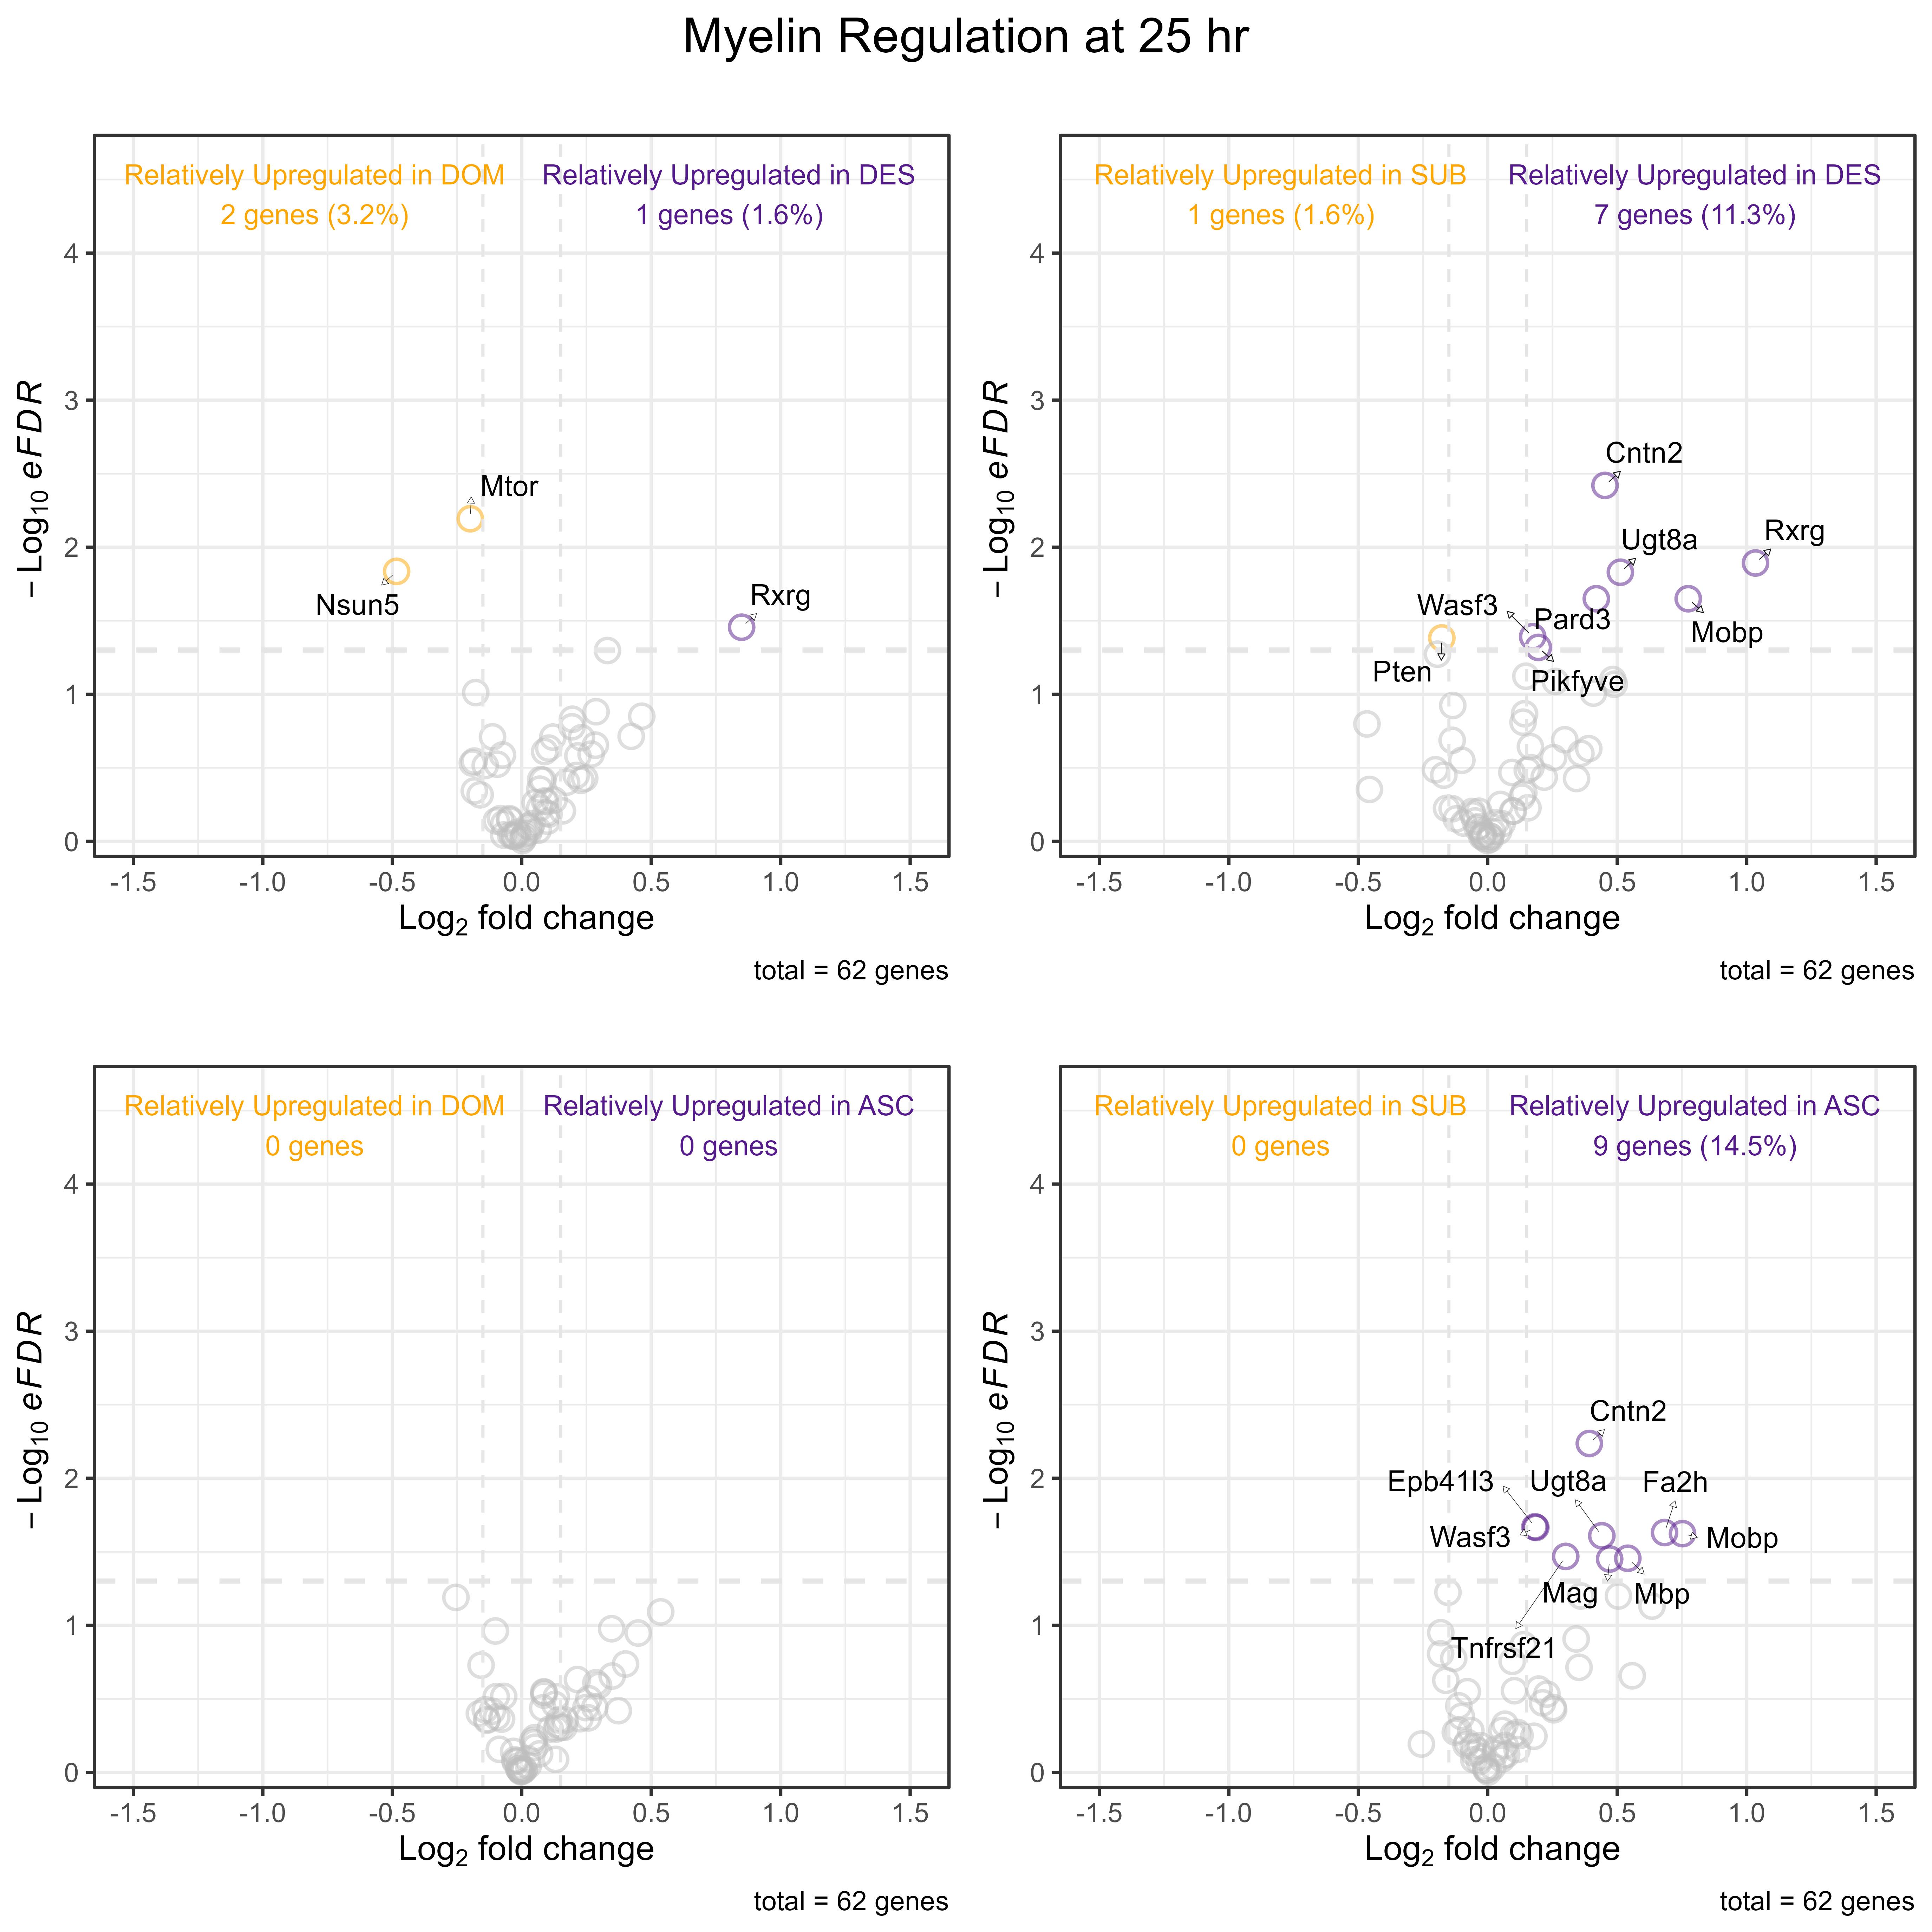 Myelin Regulation at 25 hr
Relatively Upregulated in DOM
2 genes (3.2%)
Relatively Upregulated in DES
1 genes (1.6%)
− Log10 eFDR
4
3
2
1
0
Mtor
Nsun5
Rxrg
-1.5 -1.0 -0.5 0.0 0.5 1.0 1.5
Log2 fold change
total = 62 genes
Relatively Upregulated in SUB
1 genes (1.6%)
Relatively Upregulated in DES
7 genes (11.3%)
− Log10 eFDR
4
3
2
1
0
Cntn2
Rxrg
Ugt8a
Wasf3
Pard3
Mobp
Pten
Pikfyve
-1.5 -1.0 -0.5 0.0 0.5 1.0 1.5
Log2 fold change
total = 62 genes
Relatively Upregulated in DOM
0 genes
Relatively Upregulated in ASC
0 genes
− Log10 eFDR
4
3
2
1
0
-1.5 -1.0 -0.5 0.0 0.5 1.0 1.5
Log2 fold change
total = 62 genes
Relatively Upregulated in SUB
0 genes
Relatively Upregulated in ASC
9 genes (14.5%)
− Log10 eFDR
4
3
2
1
0
Cntn2
Epb41l3
Ugt8a
Fa2h
Wasf3
Mobp
Mag
Mbp
Tnfrsf21
-1.5 -1.0 -0.5 0.0 0.5 1.0 1.5
Log2 fold change
total = 62 genes